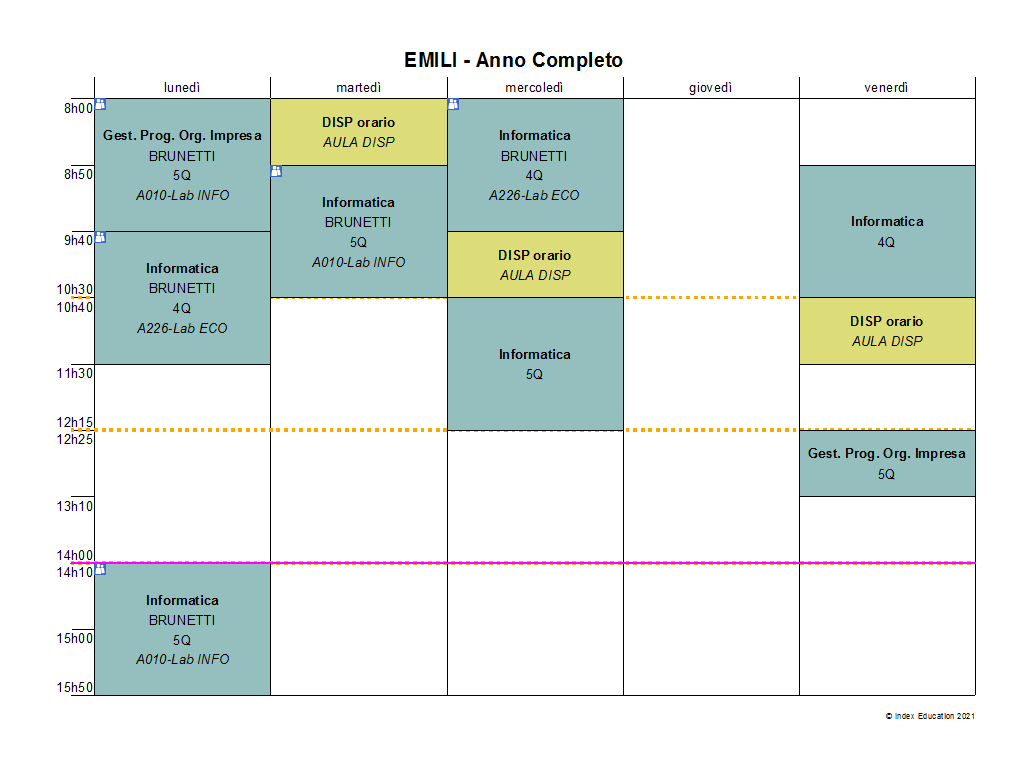 EMILI - Anno Completo
lunedì martedì mercoledì giovedì venerdì
8h00
8h50
9h40
10h30
10h40
11h30
12h15
12h25
13h10
14h00
14h10
15h00
15h50
Gest. Prog. Org. Impresa
BRUNETTI
5Q
A010-Lab INFO
Informatica
BRUNETTI
4Q
A226-Lab ECO
Informatica
BRUNETTI
5Q
A010-Lab INFO
DISP orario
AULA DISP
Informatica
BRUNETTI
5Q
A010-Lab INFO
Informatica
BRUNETTI
4Q
A226-Lab ECO
DISP orario
AULA DISP
Informatica
5Q
Informatica
4Q
DISP orario
AULA DISP
Gest. Prog. Org. Impresa
5Q
© Index Education 2021